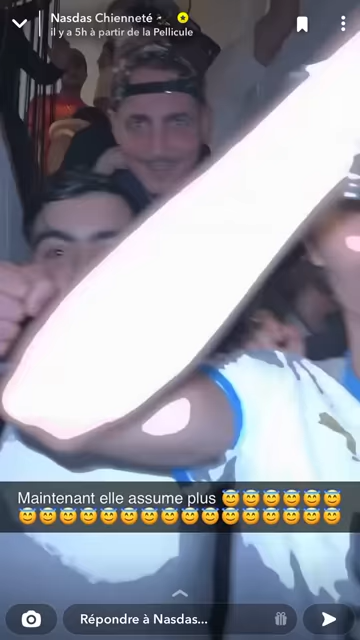 Nasdas Chienneté
il y a 5h à partir de la Pellicule
Maintenant elle assume plus 😇😇😇😇😇😇
😇😇😇😇😇😇😇😇😇😇😇😇😇😇😇😇
Répondre à Nasdas...